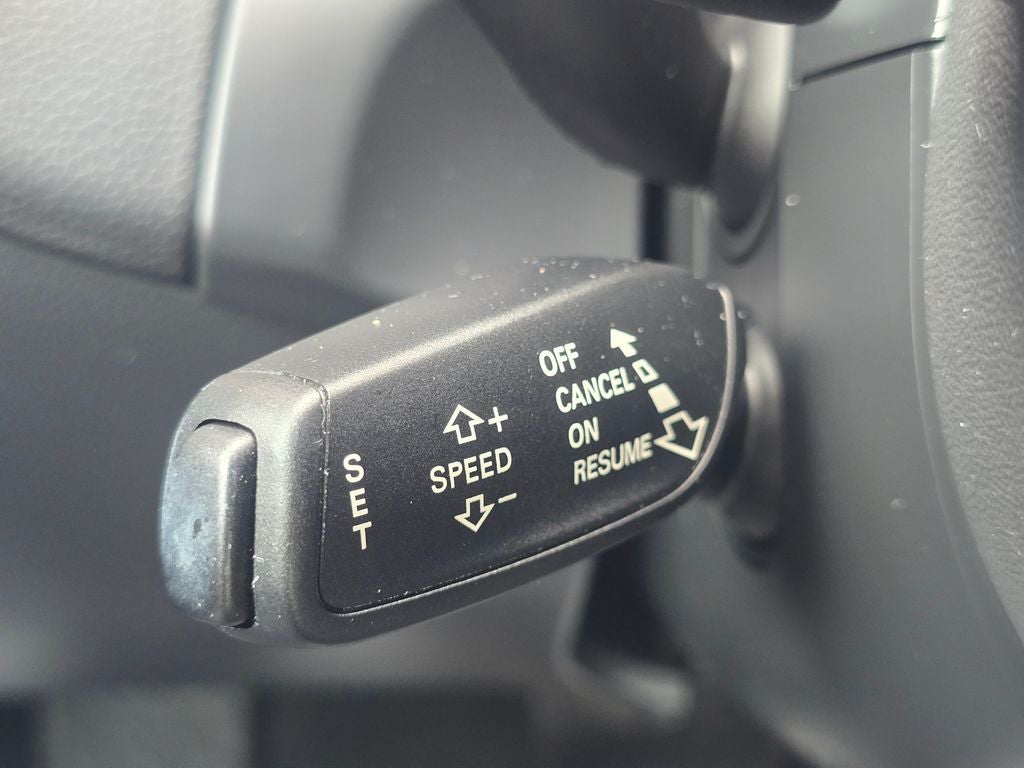 SET
+
SPEED
-
OFF
CANCEL
ON
RESUME